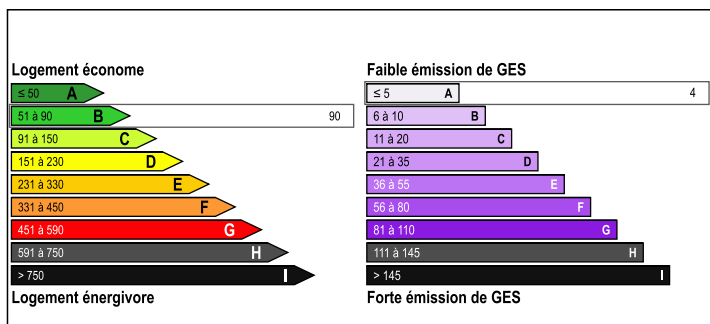 Logement économe
≤ 50 A
51 à 90 B 90
91 à 150 C
151 à 230 D
231 à 330 E
331 à 450 F
451 à 590 G
591 à 750 H
> 750 I
Logement énergivore
Faible émission de GES
≤ 5 A 4
6 à 10 B
11 à 20 C
21 à 35 D
36 à 55 E
56 à 80 F
81 à 110 G
111 à 145 H
> 145 I
Forte émission de GES